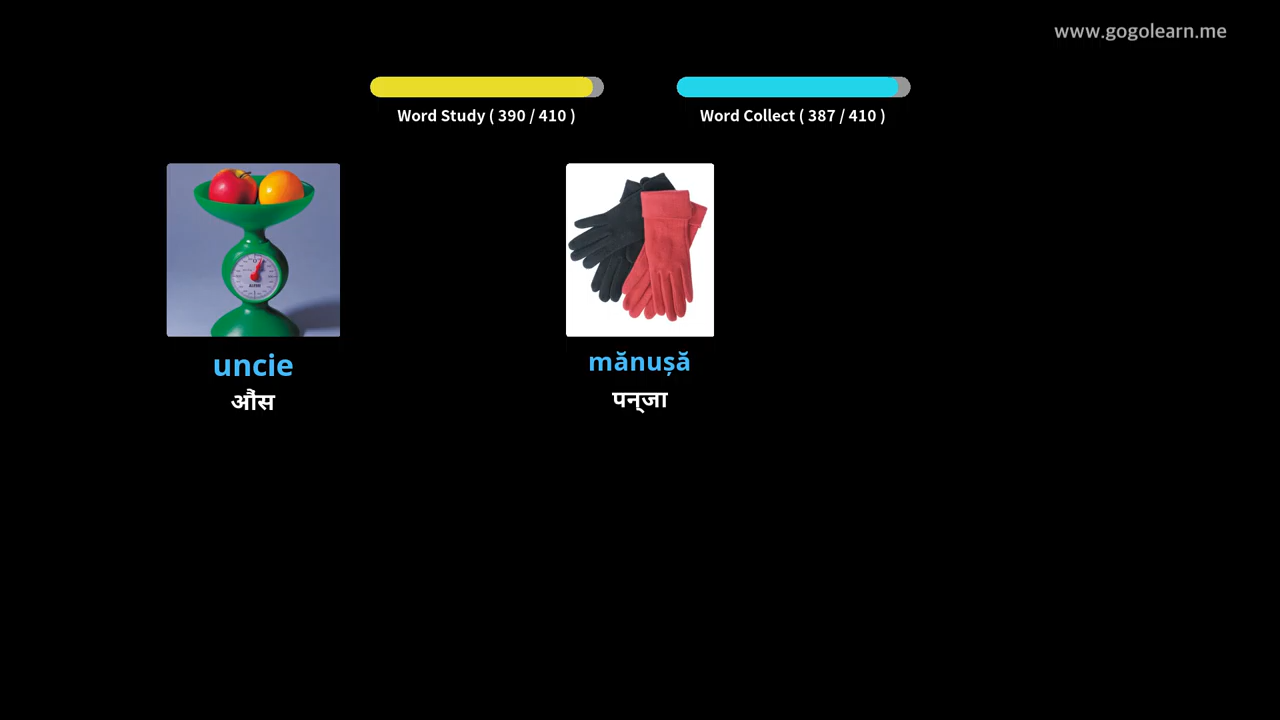 www.gogolearn.me
Word Study ( 390 / 410 )
Word Collect ( 387 / 410 )
uncie
औंस
mănușă
पन्‌जा